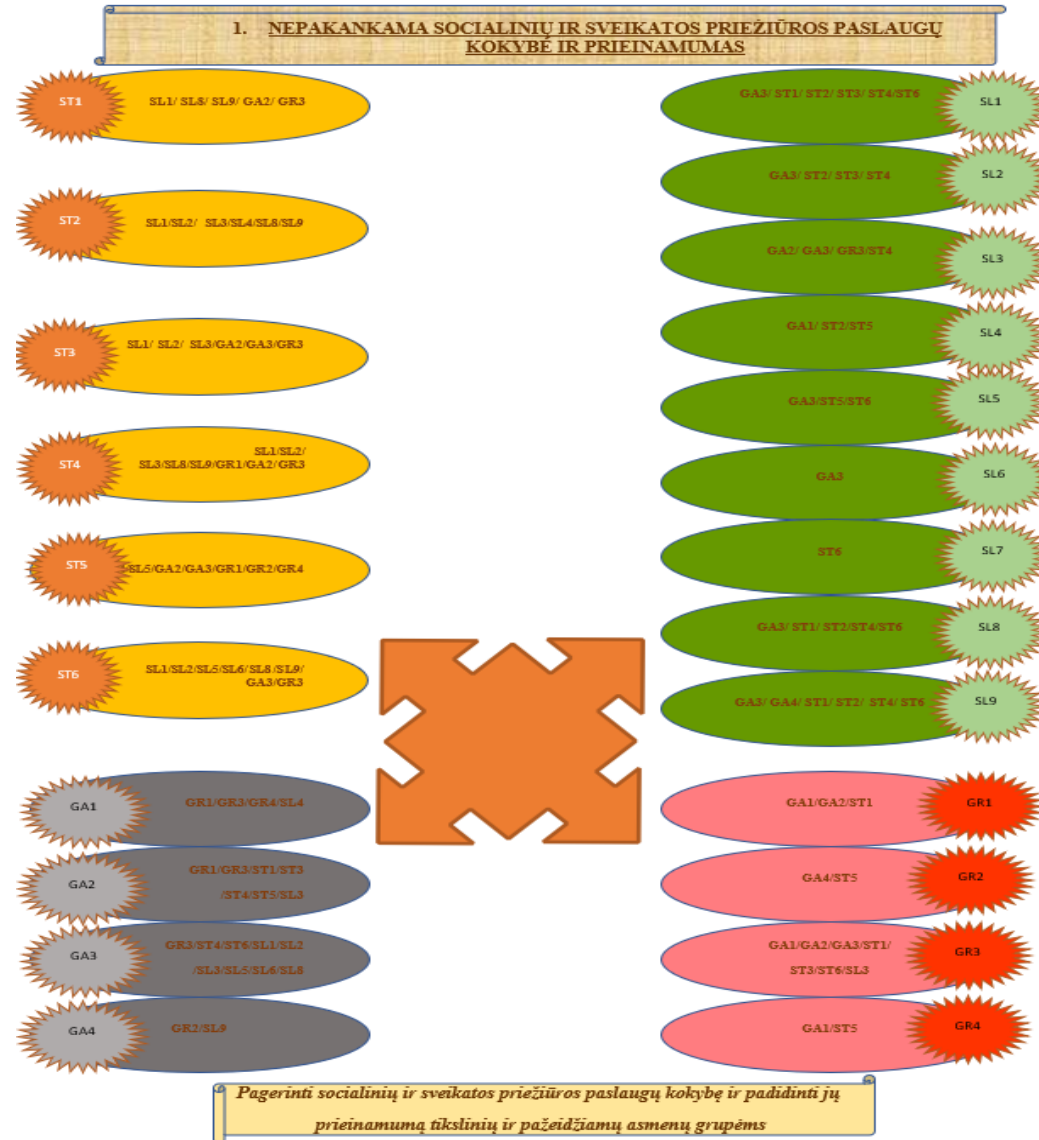 1. NEPAKANKAMA SOCIALINIŲ IR SVEIKATOS PRIEŽIŪROS PASLAUGŲ
KOKYBĖ IR PRIEINAMUMAS
ST1
SL1/ SL8/ SL9/ GA2/ GR3
ST2
SL1/SL2/ SL3/SL4/SL8/SL9
ST3
SL1/ SL2/ SL3/GA2/GA3/GR3
ST4
SL1/SL2/
SL3/SL8/SL9/GR1/GA2/GR3
ST5
SL5/GA2/GA3/GR1/GR2/GR4
ST6
SL1/SL2/SL5/SL6/SL8/SL9/
GA3/GR3
GA3/ ST1/ ST2/ ST3/ ST4/ST6
SL1
GA3/ ST2/ ST3/ ST4
SL2
GA2/ GA3/ GR3/ST4
SL3
GA1/ ST2/ST5
SL4
GA3/ST5/ST6
SL5
GA3
SL6
ST6
SL7
GA3/ ST1/ ST2/ST4/ST6
SL8
GA3/ GA4/ ST1/ ST2/ ST4/ ST6
SL9
GA1
GR1/GR3/GR4/SL4
GA2
GR1/GR3/ST1/ST3
/ST4/ST5/SL3
GA3
GR3/ST4/ST6/SL1/SL2
/SL3/SL5/SL6/SL8
GA4
GR2/SL9
GA1/GA2/ST1
GR1
GA4/ST5
GR2
GA1/GA2/GA3/ST1/
ST3/ST6/SL3
GR3
GA1/ST5
GR4
Pagerinti socialinių ir sveikatos priežiūros paslaugų kokybę ir padidinti jų
prieinamumą tikslinių ir pažeidžiamų asmenų grupėms